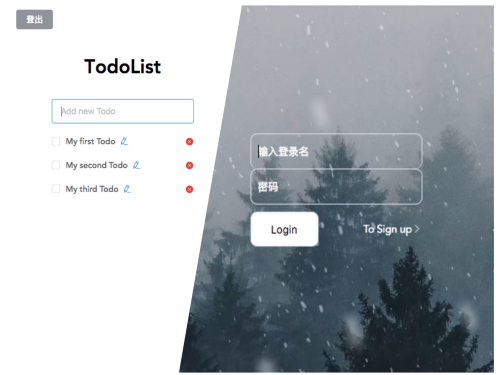 登出
TodoList
Add new Todo
My first Todo
My second Todo
My third Todo
输入登录名
密码
Login
To Sign up